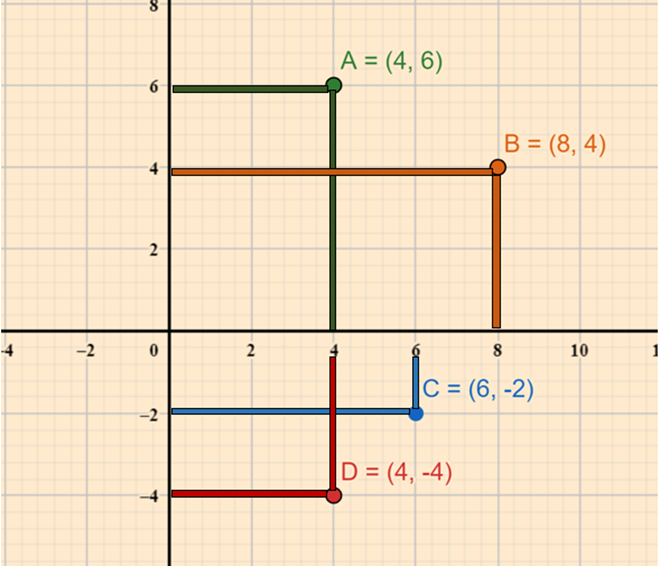 8
A = (4, 6)
6
B = (8, 4)
4
2
-4 −2 0 2 4 6 8 10 1
C = (6, -2)
−2
D = (4, -4)
−4